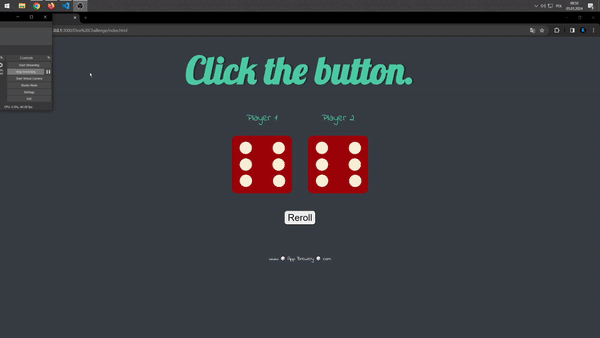 Controls
Start Streaming
Stop Recording
Start Virtual Camera
Studio Mode
Settings
Exit
Click the button.
Player 1
Player 2
Reroll
www App Brewery com